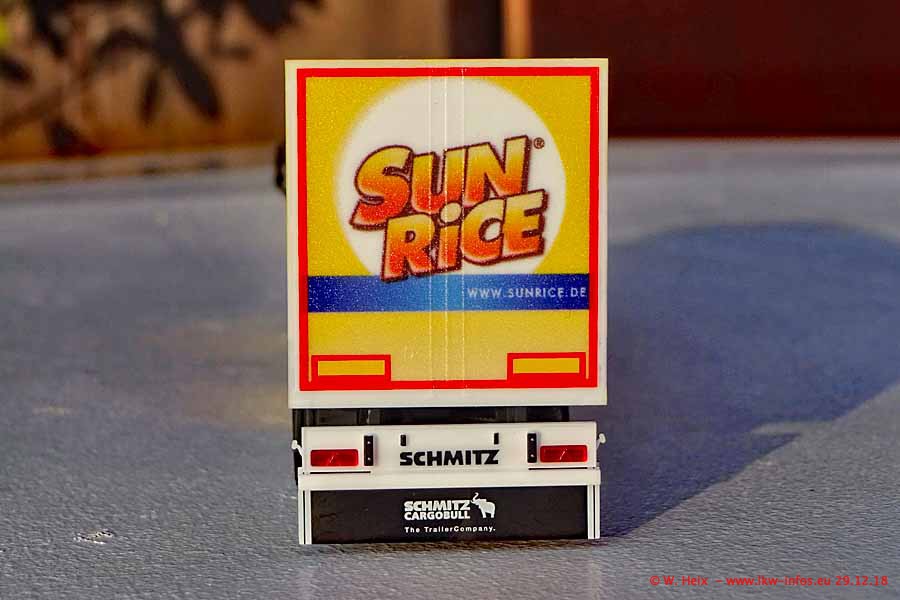 SUN ®
RiCE
WWW.SUNRICE.DE
SCHMITZ
SCHMITZ
CARGOBULL
The TrailerCompany.
© W. Heix - www.lkw-infos.eu 29.12.18